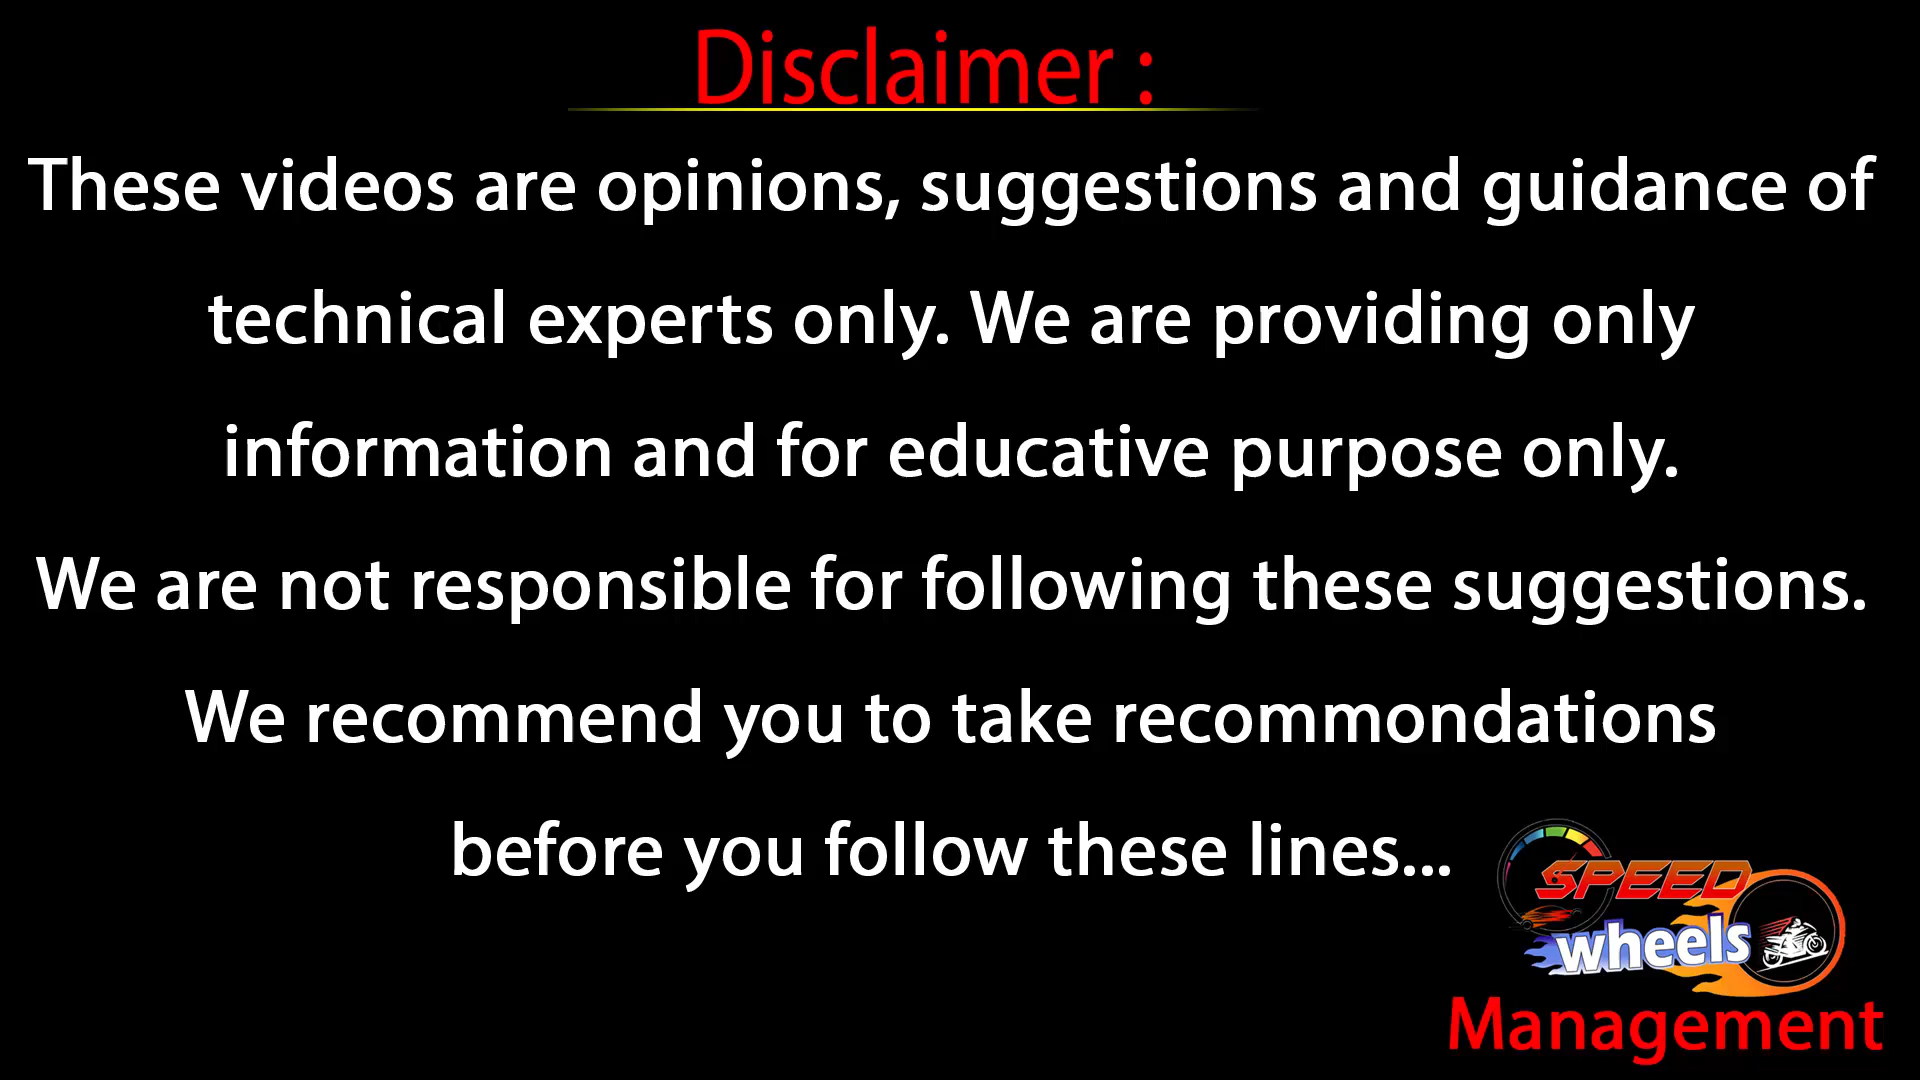 Disclaimer :
These videos are opinions, suggestions and guidance of
technical experts only. We are providing only
information and for educative purpose only.
We are not responsible for following these suggestions.
We recommend you to take recommondations
before you follow these lines...
SPEED
wheels
Management